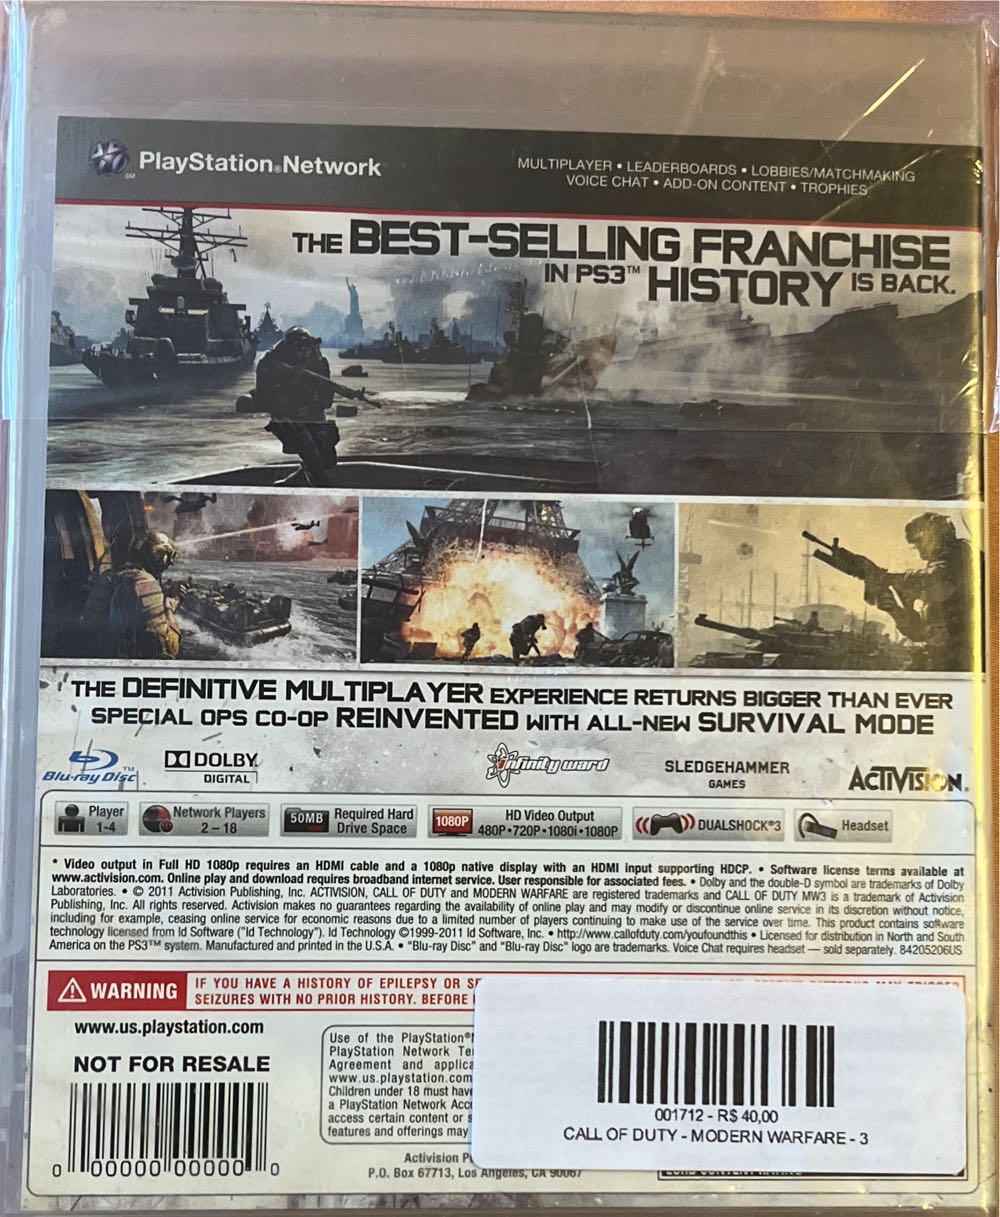 PlayStation®Network
SM
MULTIPLAYER • LEADERBOARDS • LOBBIES/MATCHMAKING
VOICE CHAT • ADD-ON CONTENT • TROPHIES
THE BEST-SELLING FRANCHISE
IN PS3™ HISTORY IS BACK.
THE DEFINITIVE MULTIPLAYER EXPERIENCE RETURNS BIGGER THAN EVER
SPECIAL OPS CO-OP REINVENTED WITH ALL-NEW SURVIVAL MODE
Blu-ray Disc™
DOLBY
DIGITAL
infinity ward
SLEDGEHAMMER
GAMES
ACTIVISION.
Player
1-4
Network Players
2 – 18
50MB
Required Hard
Drive Space
1080P
HD Video Output
480P•720P•1080i•1080P
DUALSHOCK®3
Headset
* Video output in Full HD 1080p requires an HDMI cable and a 1080p native display with an HDMI input supporting HDCP. • Software license terms available at
www.activision.com. Online play and download requires broadband internet service. User responsible for associated fees. • Dolby and the double-D symbol are trademarks of Dolby
Laboratories. • © 2011 Activision Publishing, Inc. ACTIVISION, CALL OF DUTY and MODERN WARFARE are registered trademarks and CALL OF DUTY MW3 is a trademark of Activision
Publishing, Inc. All rights reserved. Activision makes no guarantees regarding the availability of online play and may modify or discontinue online service in its discretion without notice,
including for example, ceasing online service for economic reasons due to a limited number of players continuing to make use of the service over time. This product contains software
technology licensed from Id Software ("Id Technology"). Id Technology ©1999-2011 Id Software, Inc. • http://www.callofduty.com/youfoundthis • Licensed for distribution in North and South
America on the PS3™ system. Manufactured and printed in the U.S.A. • “Blu-ray Disc” and “Blu-ray Disc” logo are trademarks. Voice Chat requires headset — sold separately. 84205206US
WARNING
IF YOU HAVE A HISTORY OF EPILEPSY OR
SEIZURES WITH NO PRIOR HISTORY. BEFORE
www.us.playstation.com
NOT FOR RESALE
0 00000 00000 0
Use of the PlayStation®
PlayStation Network
Agreement and
www.us.playstation.com
Children under 18 must have
a PlayStation Network
access certain content or
features and offerings may
Activision
P.O. Box 67713, Los Angeles, CA 90067
001712 - R$ 40,00
CALL OF DUTY - MODERN WARFARE - 3